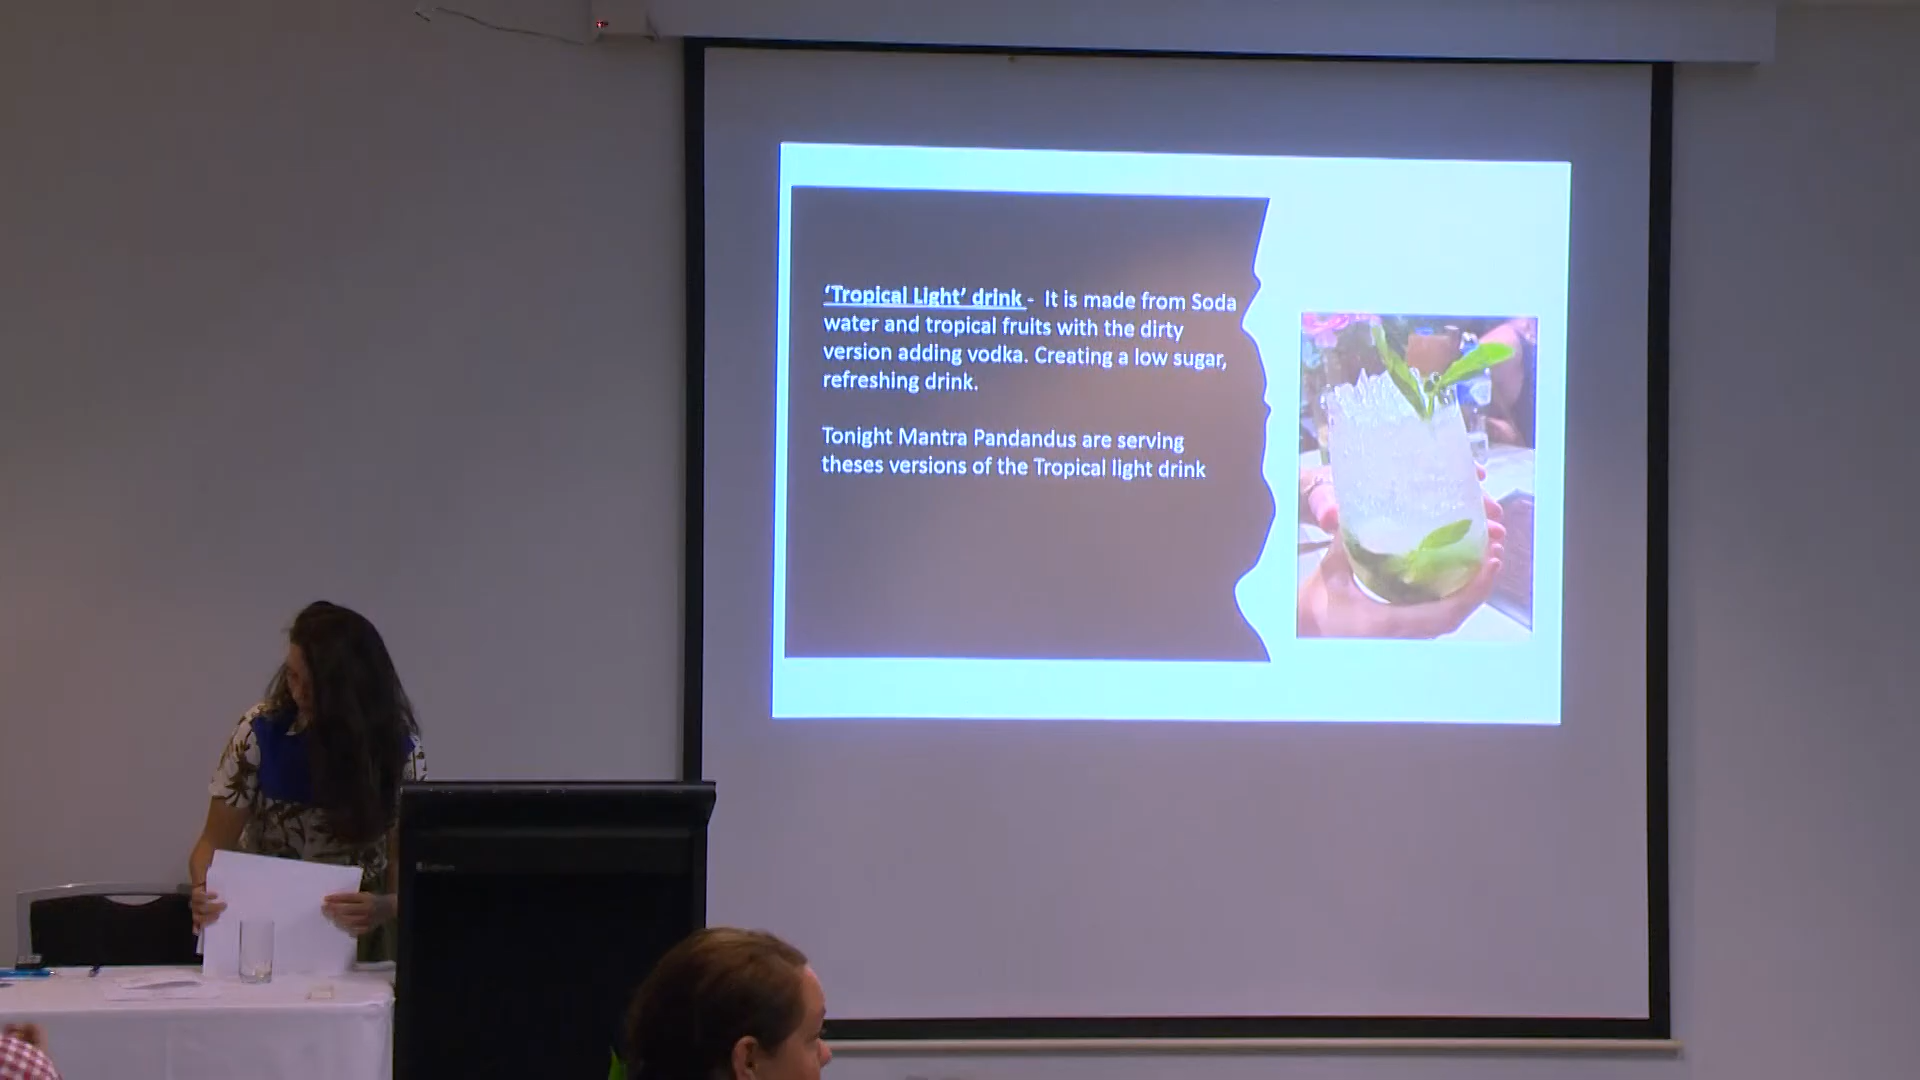 ‘Tropical Light’ drink - It is made from Soda
water and tropical fruits with the dirty
version adding vodka. Creating a low sugar,
refreshing drink.
Tonight Mantra Pandandus are serving
theses versions of the Tropical light drink